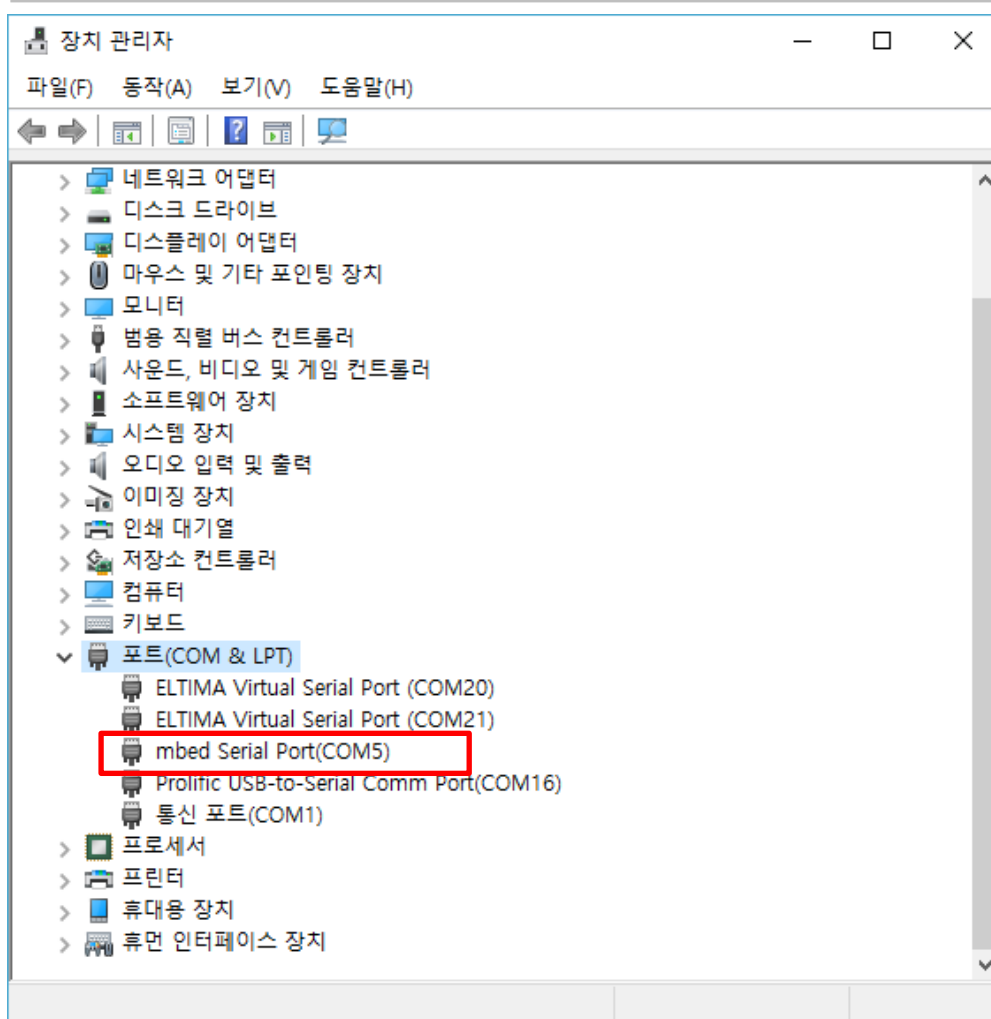 장치 관리자
파일(F) 동작(A) 보기(V) 도움말(H)
네트워크 어댑터
디스크 드라이브
디스플레이 어댑터
마우스 및 기타 포인팅 장치
모니터
범용 직렬 버스 컨트롤러
사운드, 비디오 및 게임 컨트롤러
소프트웨어 장치
시스템 장치
오디오 입력 및 출력
이미징 장치
인쇄 대기열
저장소 컨트롤러
컴퓨터
키보드
포트(COM & LPT)
ELTIMA Virtual Serial Port (COM20)
ELTIMA Virtual Serial Port (COM21)
mbed Serial Port(COM5)
Prolific USB-to-Serial Comm Port(COM16)
통신 포트(COM1)
프로세서
프린터
휴대용 장치
휴먼 인터페이스 장치